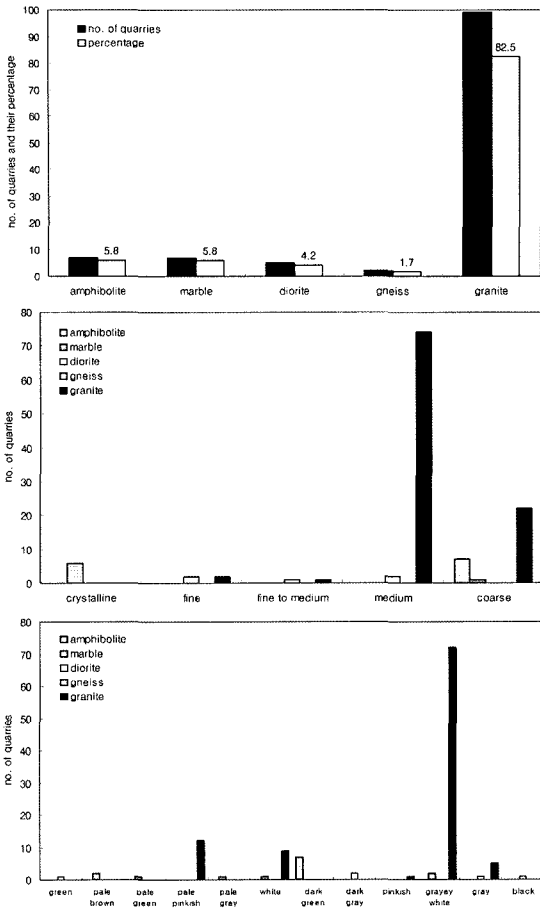 100
90
80
70
60
50
40
30
20
10
0
no. of quarries and their percentage
no. of quarries
percentage
5.8
5.8
4.2
1.7
82.5
amphibolite marble diorite gneiss granite
80
70
60
50
40
30
20
10
0
no. of quarries
amphibolite
marble
diorite
gneiss
granite
crystalline fine fine to medium medium coarse
80
70
60
50
40
30
20
10
0
no. of quarries
amphibolite
marble
diorite
gneiss
granite
green pale brown pale green pale pinkish pale gray white dark green dark gray pinkish grayey white gray black